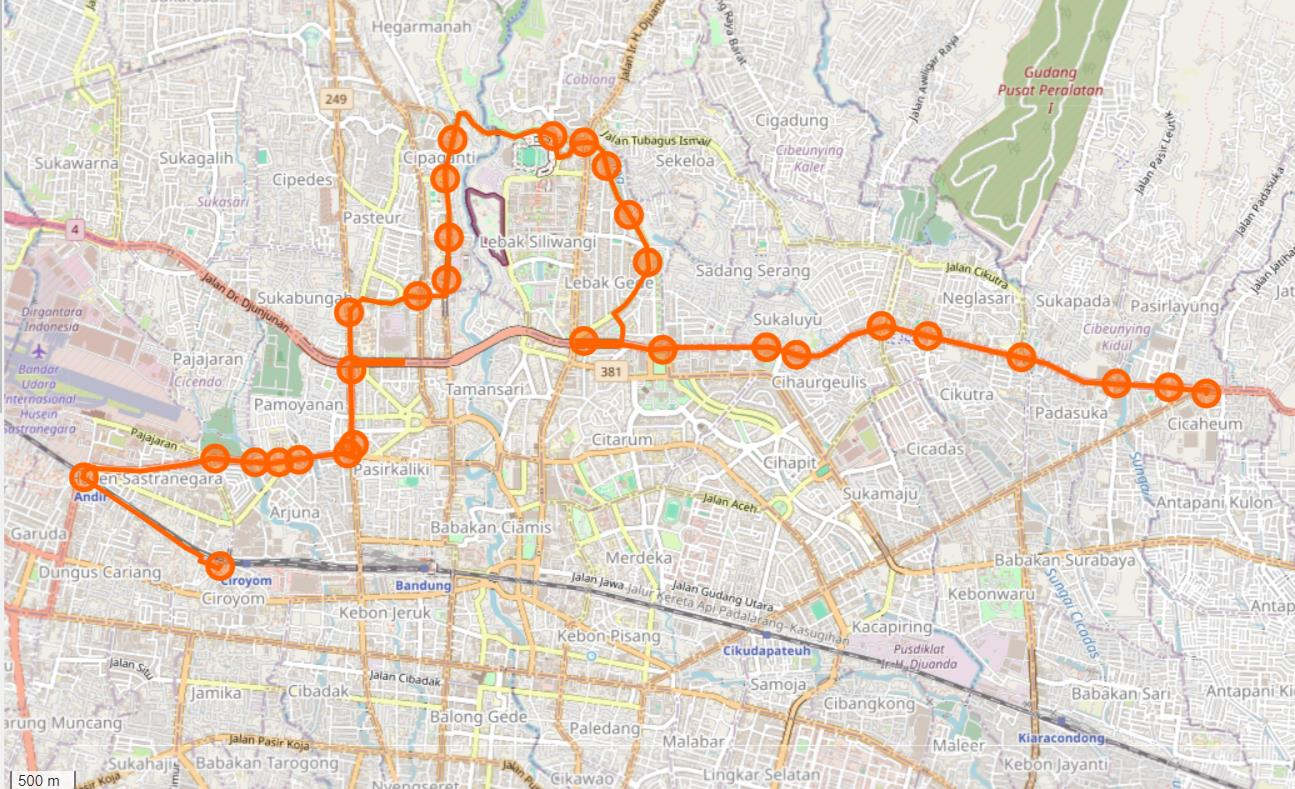 Hegarmanah
Jalan Ir. H. Djuanda
Coblong
Jalan Awiligar Raya
Gudang
Pusat Peralatan
I
249
Cigadung
Jalan Tubagus Ismail
Cibeunying
Kaler
Jalan Pasir Leutik
Sukawarna
Sukagalih
Cipaganti
Sekeloa
Cipedes
Sukasari
Jalan Padasuka
Pasteur
4
Lebak Siliwangi
Sadang Serang
Jalan Cikutra
Lebak Gede
Jalan Dr. Djunjunan
Sukabungah
Neglasari
Sukapada
Pasirlayung
Dirgantara
Indonesia
Sukaluyu
Cibeunying
Kidul
Pajajaran
Cicendo
381
Bandar
Udara
Internasional
Husein
Sastranegara
Tamansari
Cihaurgeulis
Cikutra
Pamoyanan
Padasuka
Cicaheum
Pajajaran
Citarum
Cicadas
Pasirkaliki
Cihapit
Husen Sastranegara
Andir
Sukamaju
Sungai
Jalan Aceh
Antapani Kulon
Arjuna
Babakan Ciamis
Garuda
Merdeka
Babakan Surabaya
Dungus Cariang
Ciroyom
Bandung
Jalan Jawa
Jalan Gudang Utara
Jalur Kereta Api Padalarang-Kasugihan
Kebonwaru
Sungai Cicadas
Ciroyom
Kebon Jeruk
Kacapiring
Kebon Pisang
Cikudapateuh
Pusdiklat
Ir. H. Djuanda
Jalan Situ
Jalan Cibadak
Samoja
Jamika
Cibadak
Babakan Sari
Cibangkong
Balong Gede
Paledang
Kiaracondong
Malabar
Maleer
Jalan Pasir Koja
Babakan Tarogong
Kebon Jayanti
Cikawao
Lingkar Selatan
500 m